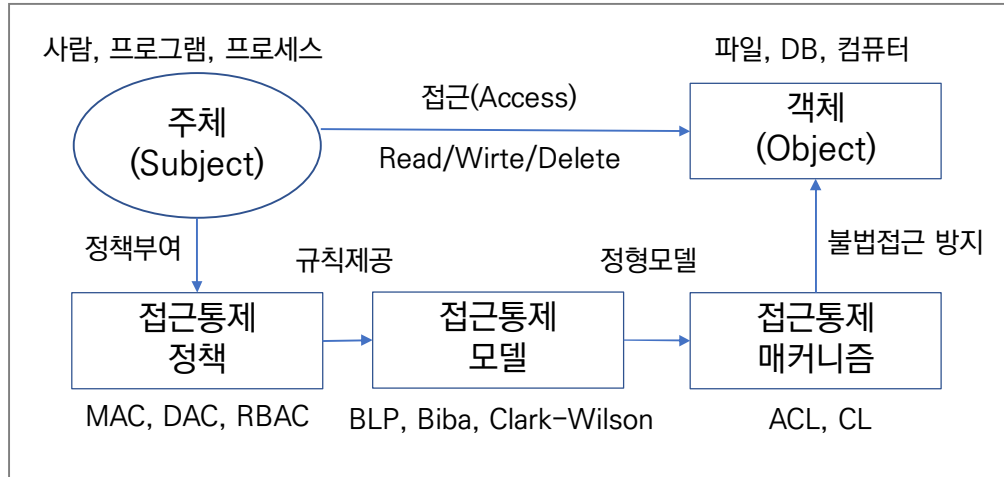 사람, 프로그램, 프로세스
파일, DB, 컴퓨터
주체
(Subject)
접근(Access)
Read/Wirte/Delete
객체
(Object)
정책부여
규칙제공
정형모델
불법접근 방지
접근통제
정책
접근통제
모델
접근통제
매커니즘
MAC, DAC, RBAC
BLP, Biba, Clark-Wilson
ACL, CL